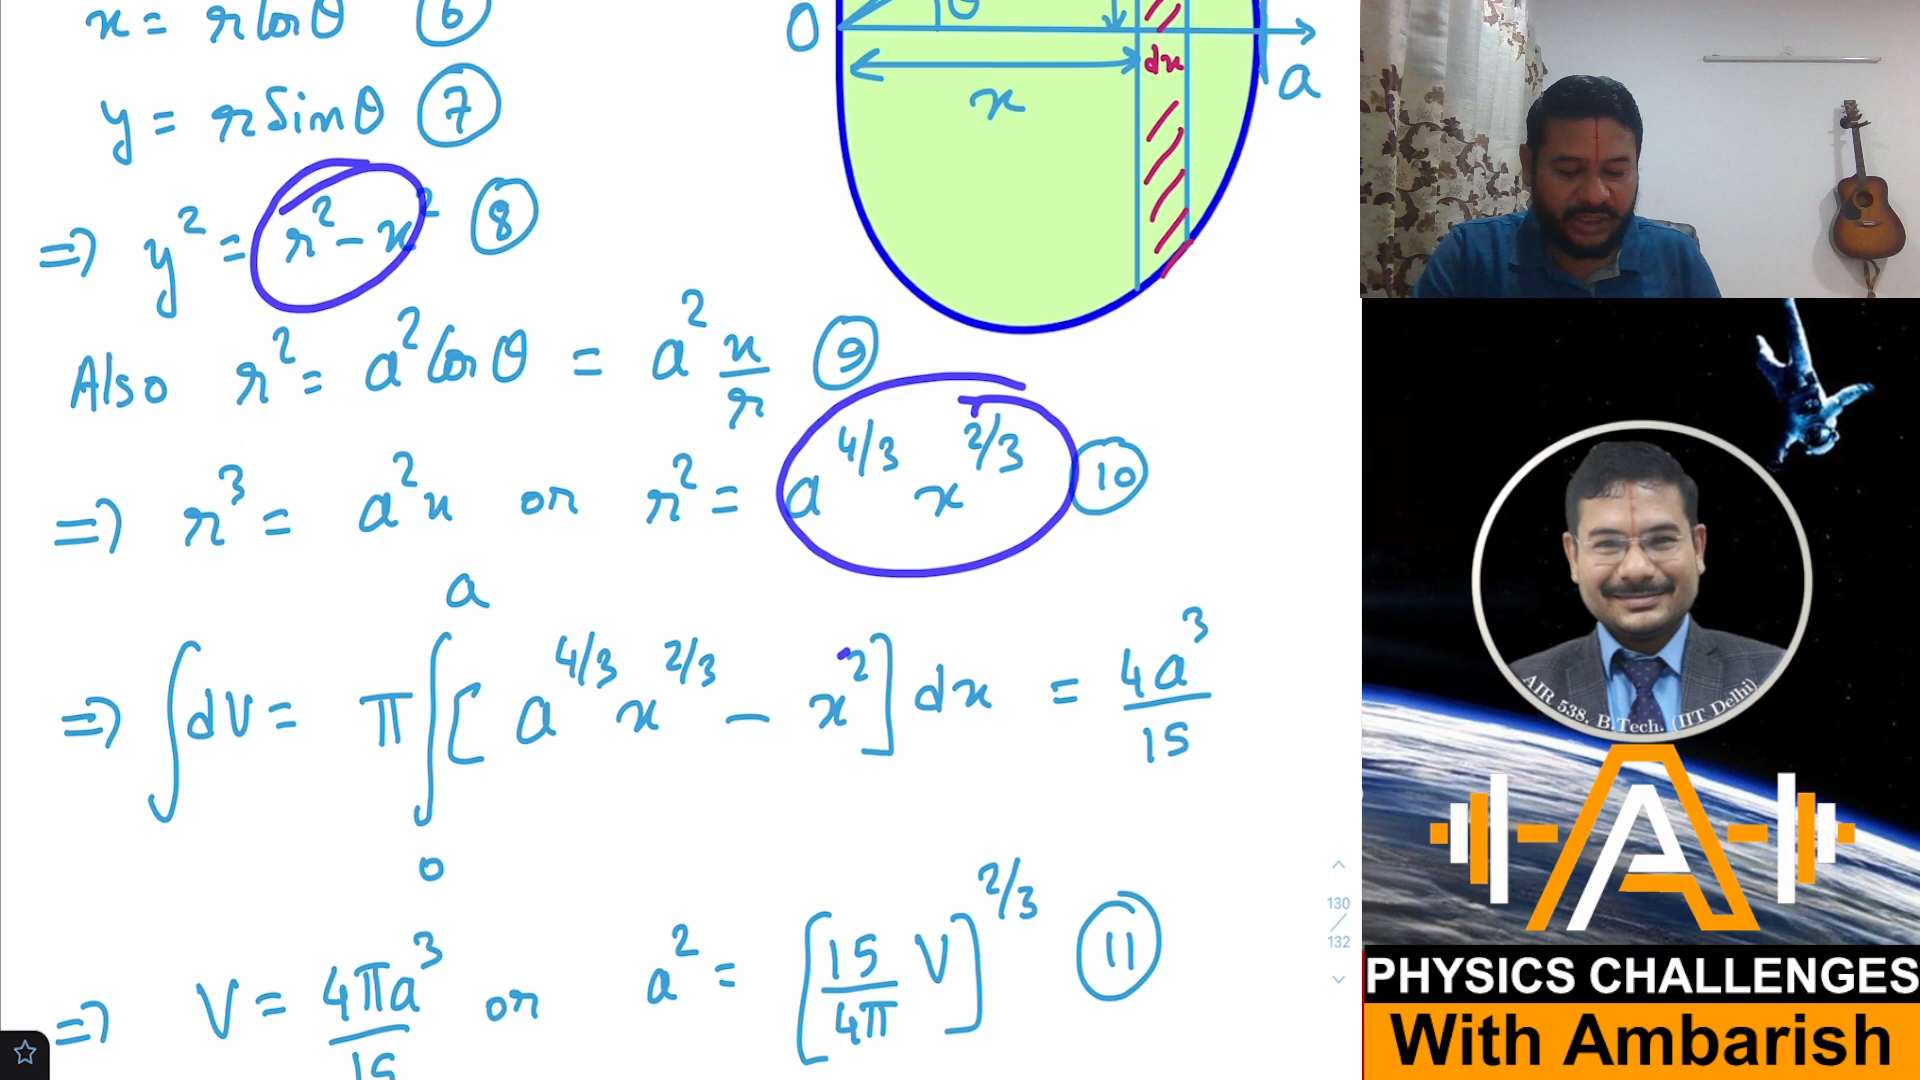 x = r cos θ (6)
y = r Sin θ (7)
⇒ y² = r² - x² (8)
Also r² = a² cos θ = a² x/r (9)
⇒ r³ = a²x or r² = a^4/3 x^2/3 (10)
⇒ ∫dV = π ∫₀ᵃ [a^4/3 x^2/3 - x²] dx = 4a³/15
⇒ V = 4πa³/15 or a² = [15/4π V]^2/3 (11)
O
θ
dx
x
a
130
/
132
AIR 538, B.Tech. (IIT Delhi)
A
PHYSICS CHALLENGES
With Ambarish